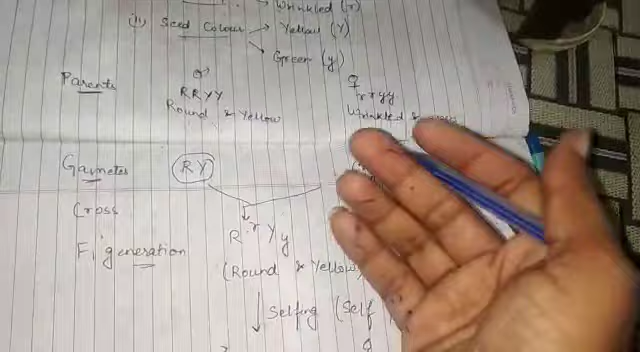 Wrinkled (r)
(ii) Seed Colour → Yellow (Y)
Green (y)
Parents ♂ ♀
RRYY rryy
Round & Yellow Wrinkled &
Gametes RY
Cross
F₁ generation RrYy
(Round & Yellow)
↓ Selfing (Self